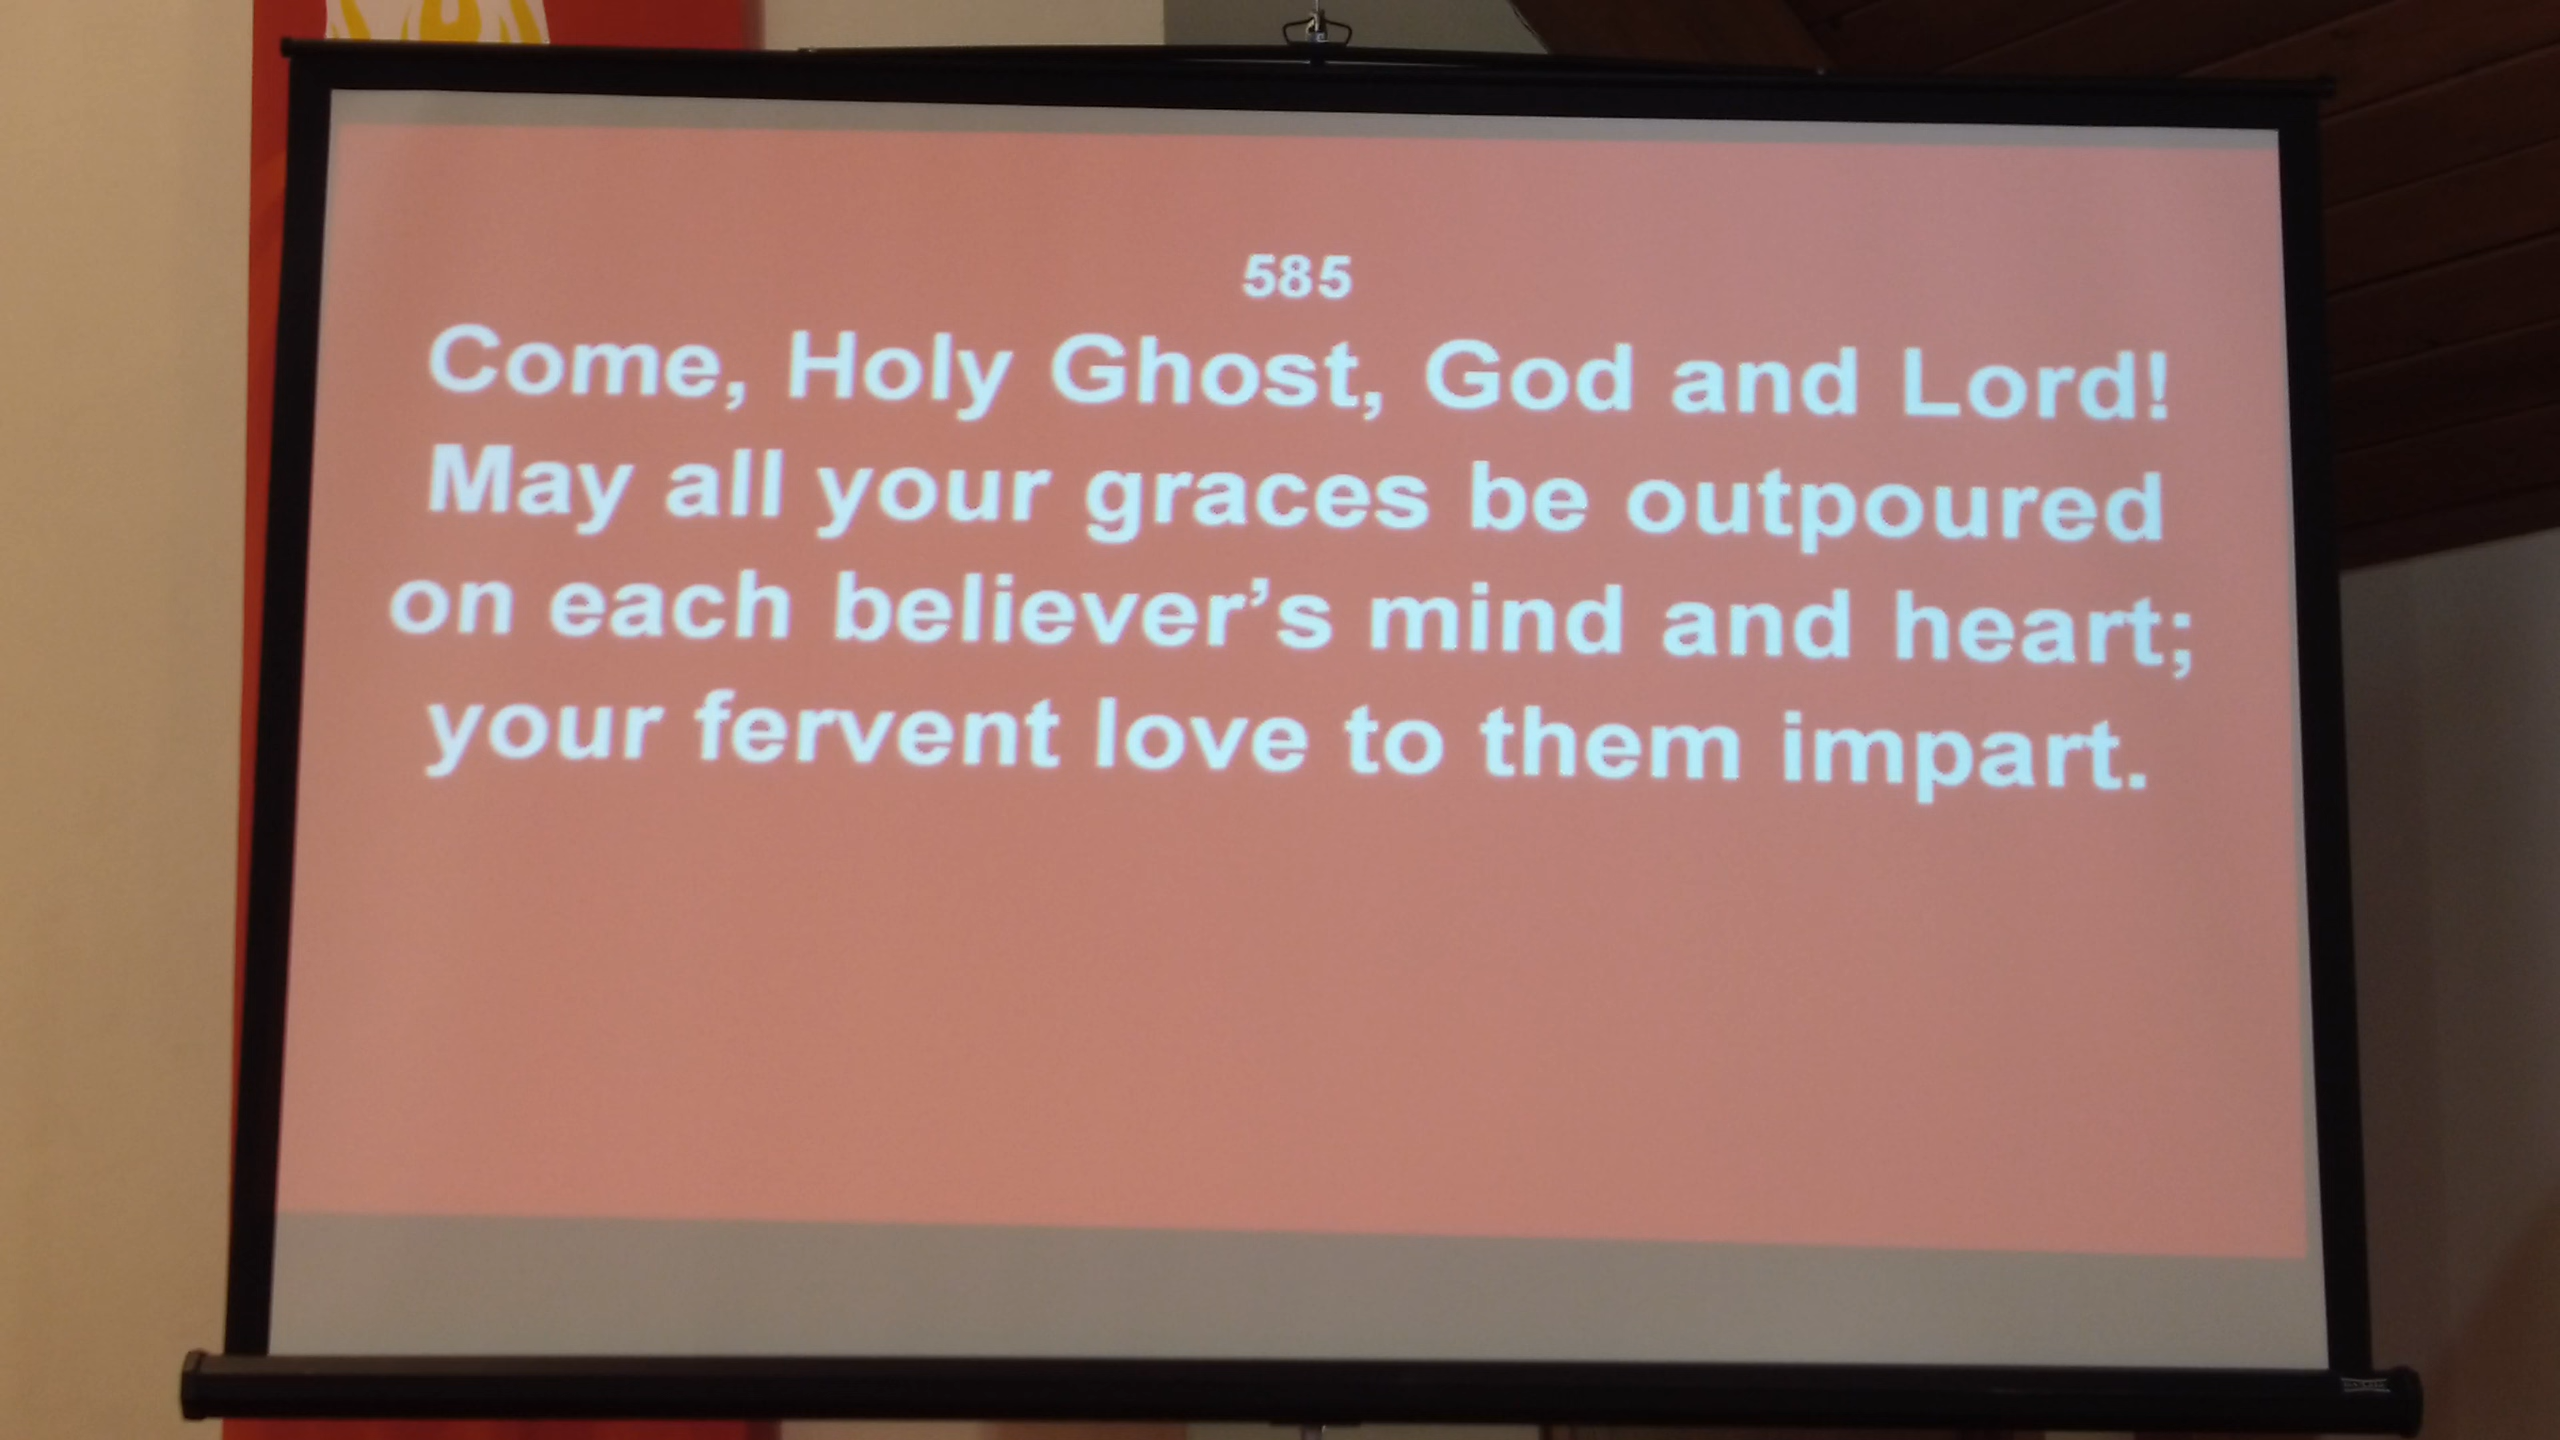 585
Come, Holy Ghost, God and Lord!
May all your graces be outpoured
on each believer’s mind and heart;
your fervent love to them impart.